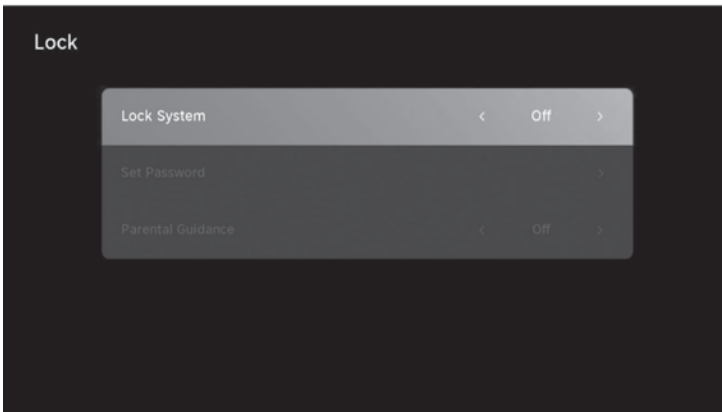 Lock
Lock System < Off >
Set Password >
Parental Guidance < Off >